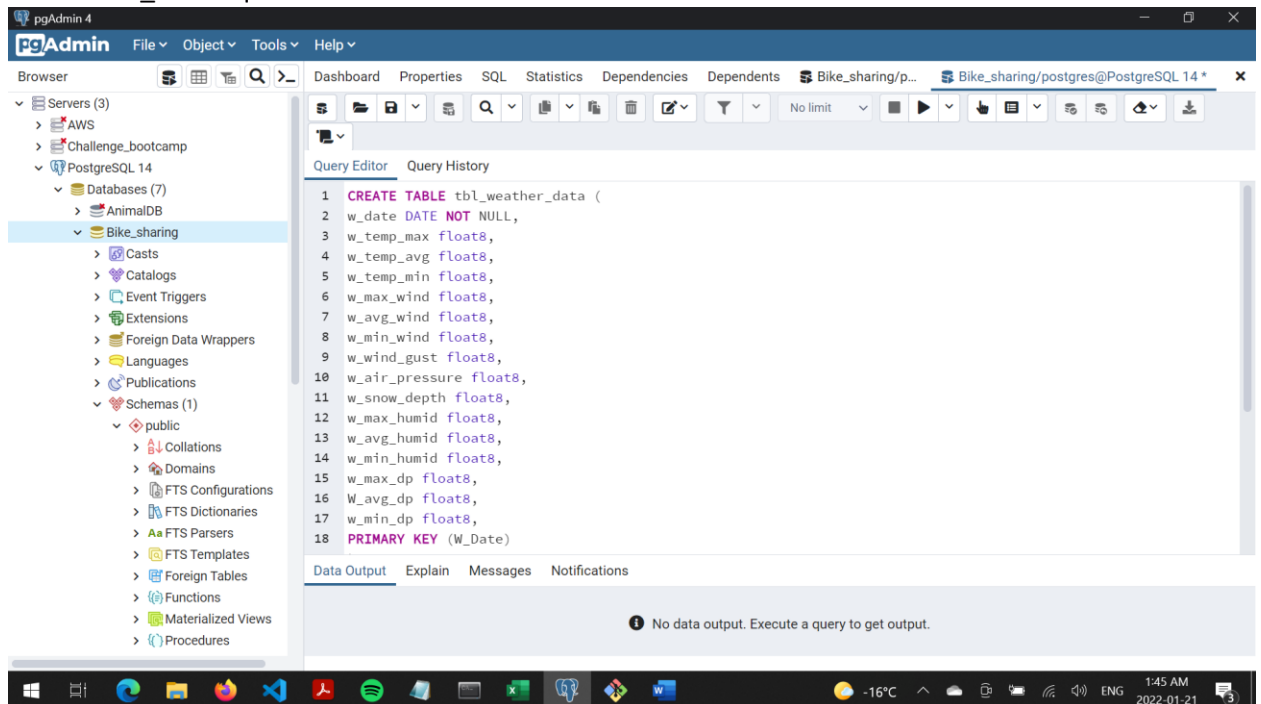 pgAdmin 4
pgAdmin File Object Tools Help
Browser
Dashboard Properties SQL Statistics Dependencies Dependents Bike_sharing/p... Bike_sharing/postgres@PostgreSQL 14 *
Servers (3)
AWS
Challenge_bootcamp
PostgreSQL 14
Databases (7)
AnimalDB
Bike_sharing
Casts
Catalogs
Event Triggers
Extensions
Foreign Data Wrappers
Languages
Publications
Schemas (1)
public
Collations
Domains
FTS Configurations
FTS Dictionaries
Aa FTS Parsers
FTS Templates
Foreign Tables
Functions
Materialized Views
Procedures
No limit
Query Editor Query History
1 CREATE TABLE tbl_weather_data (
2 w_date DATE NOT NULL,
3 w_temp_max float8,
4 w_temp_avg float8,
5 w_temp_min float8,
6 w_max_wind float8,
7 w_avg_wind float8,
8 w_min_wind float8,
9 w_wind_gust float8,
10 w_air_pressure float8,
11 w_snow_depth float8,
12 w_max_humid float8,
13 w_avg_humid float8,
14 w_min_humid float8,
15 w_max_dp float8,
16 W_avg_dp float8,
17 w_min_dp float8,
18 PRIMARY KEY (W_Date)
Data Output Explain Messages Notifications
No data output. Execute a query to get output.
-16°C ENG 1:45 AM
2022-01-21
3